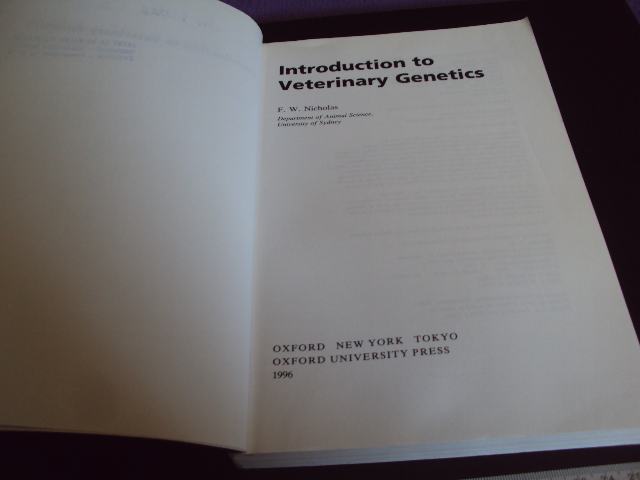 Introduction to
Veterinary Genetics
F. W. Nicholas
Department of Animal Science,
University of Sydney
OXFORD NEW YORK TOKYO
OXFORD UNIVERSITY PRESS
1996